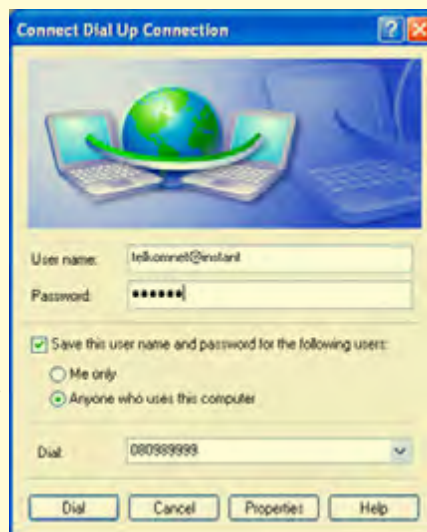 Connect Dial Up Connection
User name: telkomnet@instant
Password: ●●●●●●
Save this user name and password for the following users:
Me only
Anyone who uses this computer
Dial: 080989999
Dial Cancel Properties Help